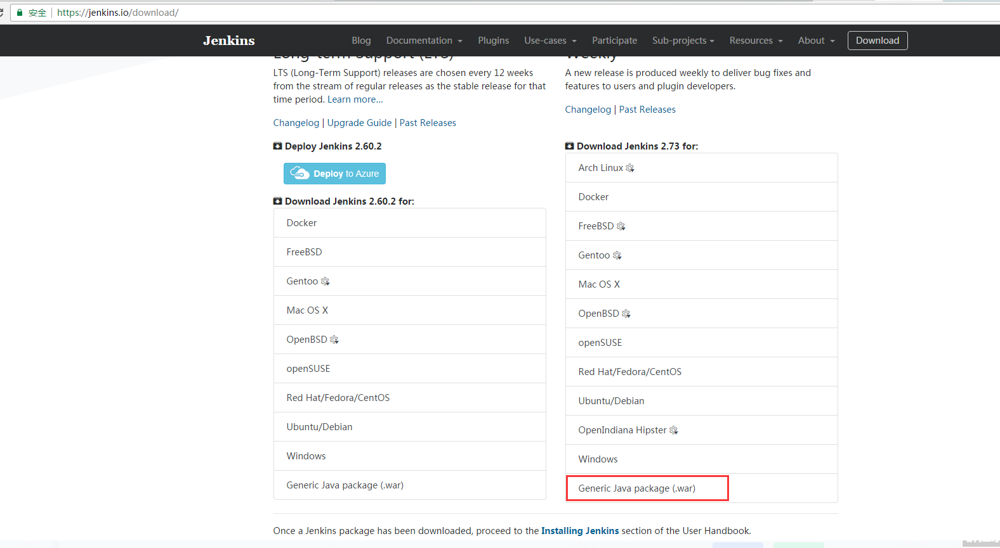 安全 https://jenkins.io/download/
Jenkins Blog Documentation Plugins Use-cases Participate Sub-projects Resources About Download
Long-term Support (LTS)
LTS (Long-Term Support) releases are chosen every 12 weeks
from the stream of regular releases as the stable release for that
time period. Learn more...
Changelog | Upgrade Guide | Past Releases
Deploy Jenkins 2.60.2
Deploy to Azure
Download Jenkins 2.60.2 for:
Docker
FreeBSD
Gentoo
Mac OS X
OpenBSD
openSUSE
Red Hat/Fedora/CentOS
Ubuntu/Debian
Windows
Generic Java package (.war)
Weekly
A new release is produced weekly to deliver bug fixes and
features to users and plugin developers.
Changelog | Past Releases
Download Jenkins 2.73 for:
Arch Linux
Docker
FreeBSD
Gentoo
Mac OS X
OpenBSD
openSUSE
Red Hat/Fedora/CentOS
Ubuntu/Debian
OpenIndiana Hipster
Windows
Generic Java package (.war)
Once a Jenkins package has been downloaded, proceed to the Installing Jenkins section of the User Handbook.